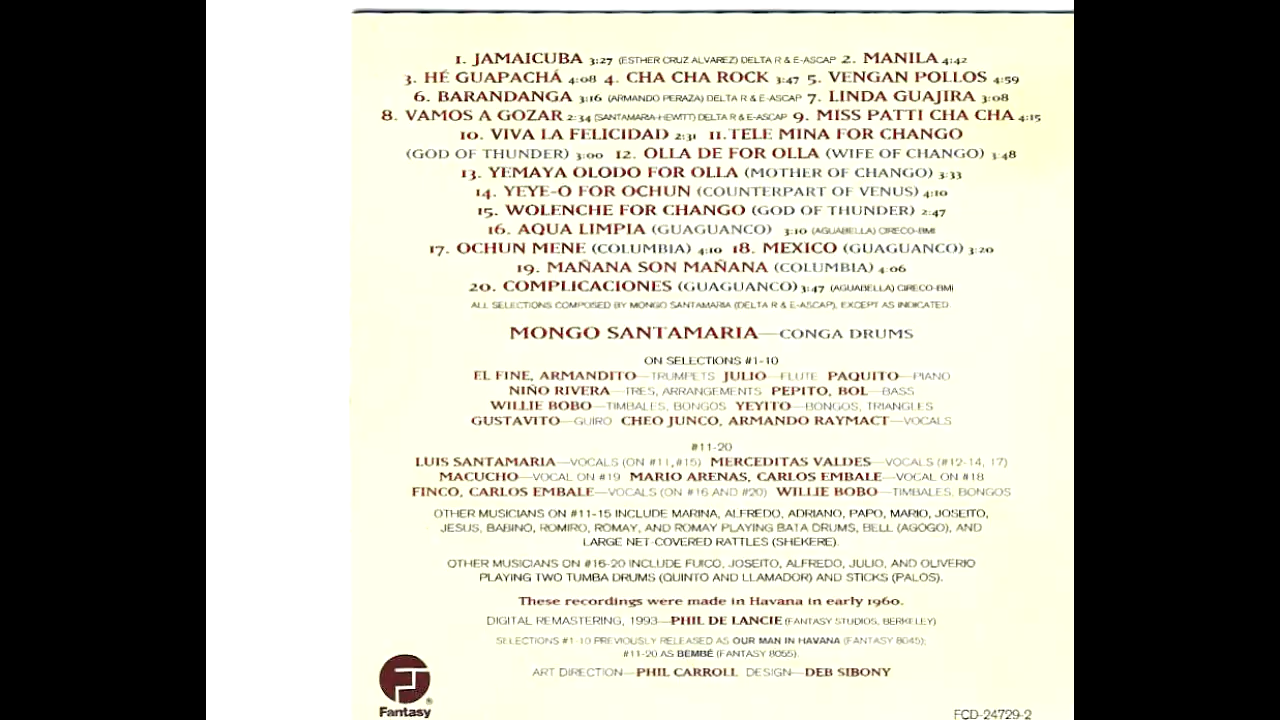 1. JAMAICUBA 3:27 (ESTHER CRUZ ALVAREZ) DELTA R & E-ASCAP 2. MANILA 4:42
3. HÉ GUAPACHÁ 4:08 4. CHA CHA ROCK 3:47 5. VENGAN POLLOS 4:59
6. BARANDANGA 3:16 (ARMANDO PERAZA) DELTA R & E-ASCAP 7. LINDA GUAJIRA 3:08
8. VAMOS A GOZAR 2:34 (SANTAMARIA-HEWITT) DELTA R & E-ASCAP 9. MISS PATTI CHA CHA 4:15
10. VIVA LA FELICIDAD 2:31 11. TELE MINA FOR CHANGO
(GOD OF THUNDER) 3:00 12. OLLA DE FOR OLLA (WIFE OF CHANGO) 3:48
13. YEMAYA OLODO FOR OLLA (MOTHER OF CHANGO) 3:33
14. YEYE-O FOR OCHUN (COUNTERPART OF VENUS) 4:10
15. WOLENCHE FOR CHANGO (GOD OF THUNDER) 2:47
16. AQUA LIMPIA (GUAGUANCO) 3:10 (AGUABELLA) CIRECO-BMI
17. OCHUN MENE (COLUMBIA) 4:10 18. MEXICO (GUAGUANCO) 3:20
19. MAÑANA SON MAÑANA (COLUMBIA) 4:06
20. COMPLICACIONES (GUAGUANCO) 3:47 (AGUABELLA) CIRECO-BMI
ALL SELECTIONS COMPOSED BY MONGO SANTAMARIA (DELTA R & E-ASCAP), EXCEPT AS INDICATED
MONGO SANTAMARIA—CONGA DRUMS
ON SELECTIONS #1-10
EL FINE, ARMANDITO—TRUMPETS JULIO—FLUTE PAQUITO—PIANO
NIÑO RIVERA—TRES, ARRANGEMENTS PEPITO, BOL—BASS
WILLIE BOBO—TIMBALES, BONGOS YEYITO—BONGOS, TRIANGLES
GUSTAVITO—GUIRO CHEO JUNCO, ARMANDO RAYMACT—VOCALS
#11-20
LUIS SANTAMARIA—VOCALS (ON #11, #15) MERCEDITAS VALDES—VOCALS (#12-14, 17)
MACUCHO—VOCAL ON #19 MARIO ARENAS, CARLOS EMBALE—VOCAL ON #18
FINCO, CARLOS EMBALE—VOCALS (ON #16 AND #20) WILLIE BOBO—TIMBALES, BONGOS
OTHER MUSICIANS ON #11-15 INCLUDE MARINA, ALFREDO, ADRIANO, PAPO, MARIO, JOSEITO,
JESUS, BABINO, ROMIRO, ROMAY, AND ROMAY PLAYING BATA DRUMS, BELL (AGOGO), AND
LARGE NET-COVERED RATTLES (SHEKERE).
OTHER MUSICIANS ON #16-20 INCLUDE FUICO, JOSEITO, ALFREDO, JULIO, AND OLIVERIO
PLAYING TWO TUMBA DRUMS (QUINTO AND LLAMADOR) AND STICKS (PALOS).
These recordings were made in Havana in early 1960.
DIGITAL REMASTERING, 1993—PHIL DE LANCIE (FANTASY STUDIOS, BERKELEY)
SELECTIONS #1-10 PREVIOUSLY RELEASED AS OUR MAN IN HAVANA (FANTASY 8045);
#11-20 AS BEMBÉ (FANTASY 8055).
ART DIRECTION—PHIL CARROLL DESIGN—DEB SIBONY
Fantasy ®
FCD-24729-2